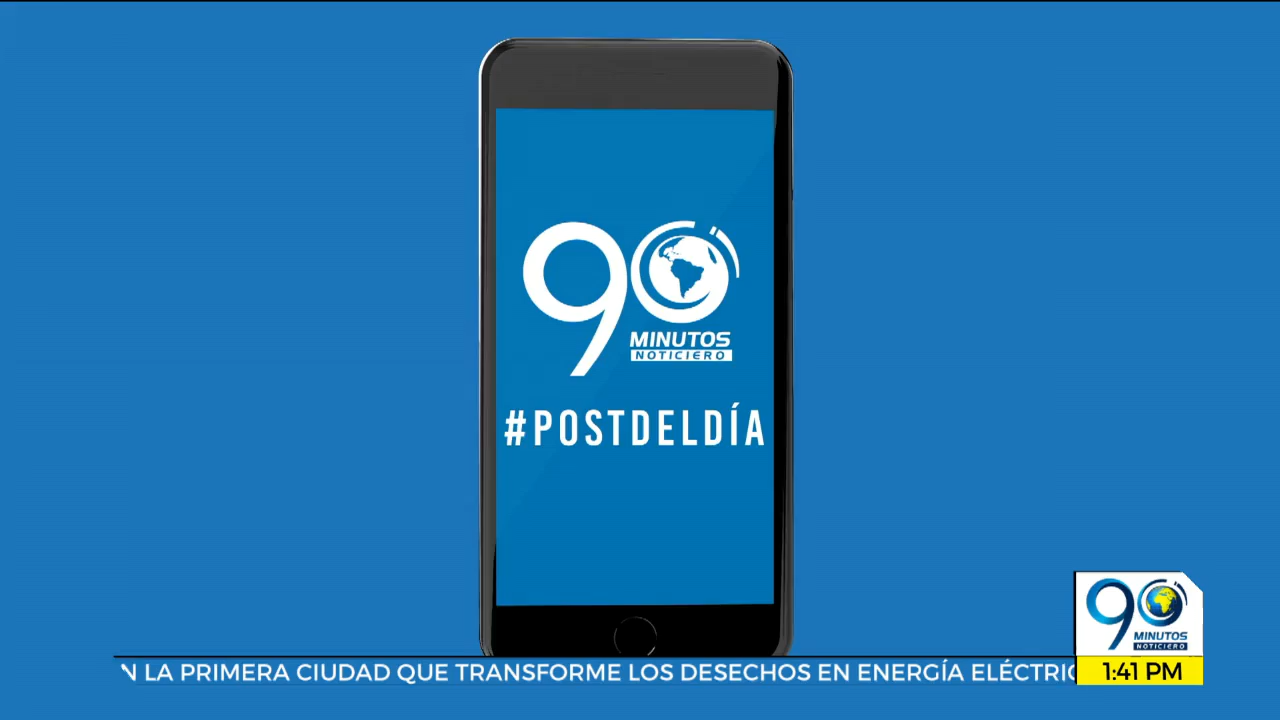 90
MINUTOS
NOTICIERO
#POSTDELDÍA
90
MINUTOS
NOTICIERO
LA PRIMERA CIUDAD QUE TRANSFORME LOS DESECHOS EN ENERGÍA
1:41 PM